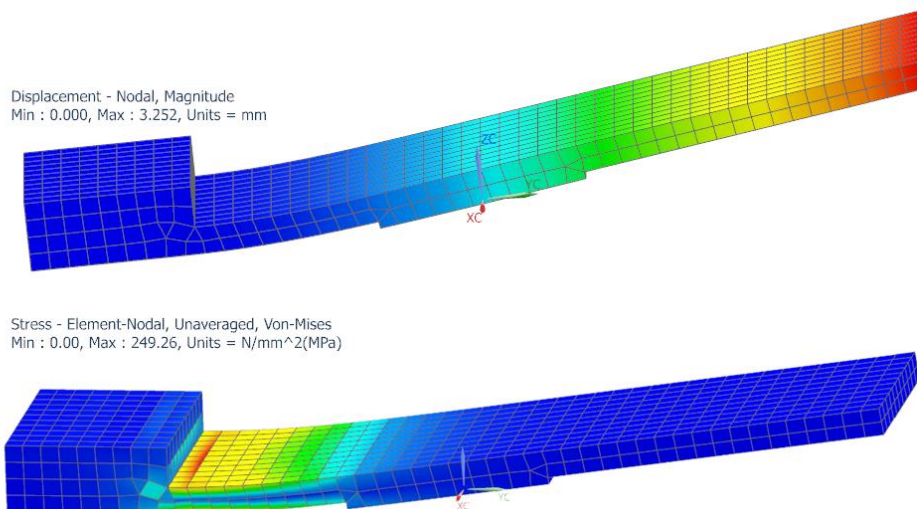 Displacement - Nodal, Magnitude
Min : 0.000, Max : 3.252, Units = mm
ZC
YC
XC
Stress - Element-Nodal, Unaveraged, Von-Mises
Min : 0.00, Max : 249.26, Units = N/mm^2(MPa)
YC
XC